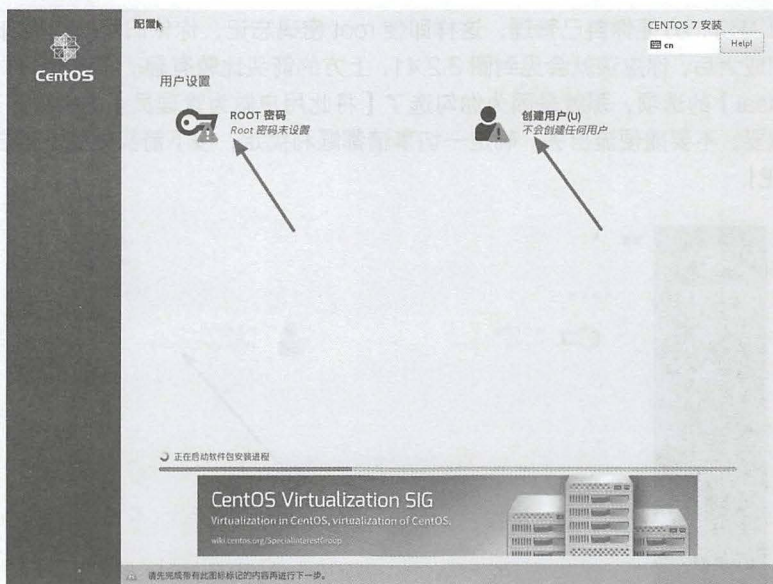 配置
CENTOS 7 安装
cn
Help!
CentOS
用户设置
ROOT 密码
Root 密码未设置
创建用户(U)
不会创建任何用户
正在启动软件包安装进程
CentOS Virtualization SIG
Virtualization in CentOS, virtualization of CentOS.
wiki.centos.org/SpecialInterestGroup
请先完成带有此图标标记的内容再进行下一步。